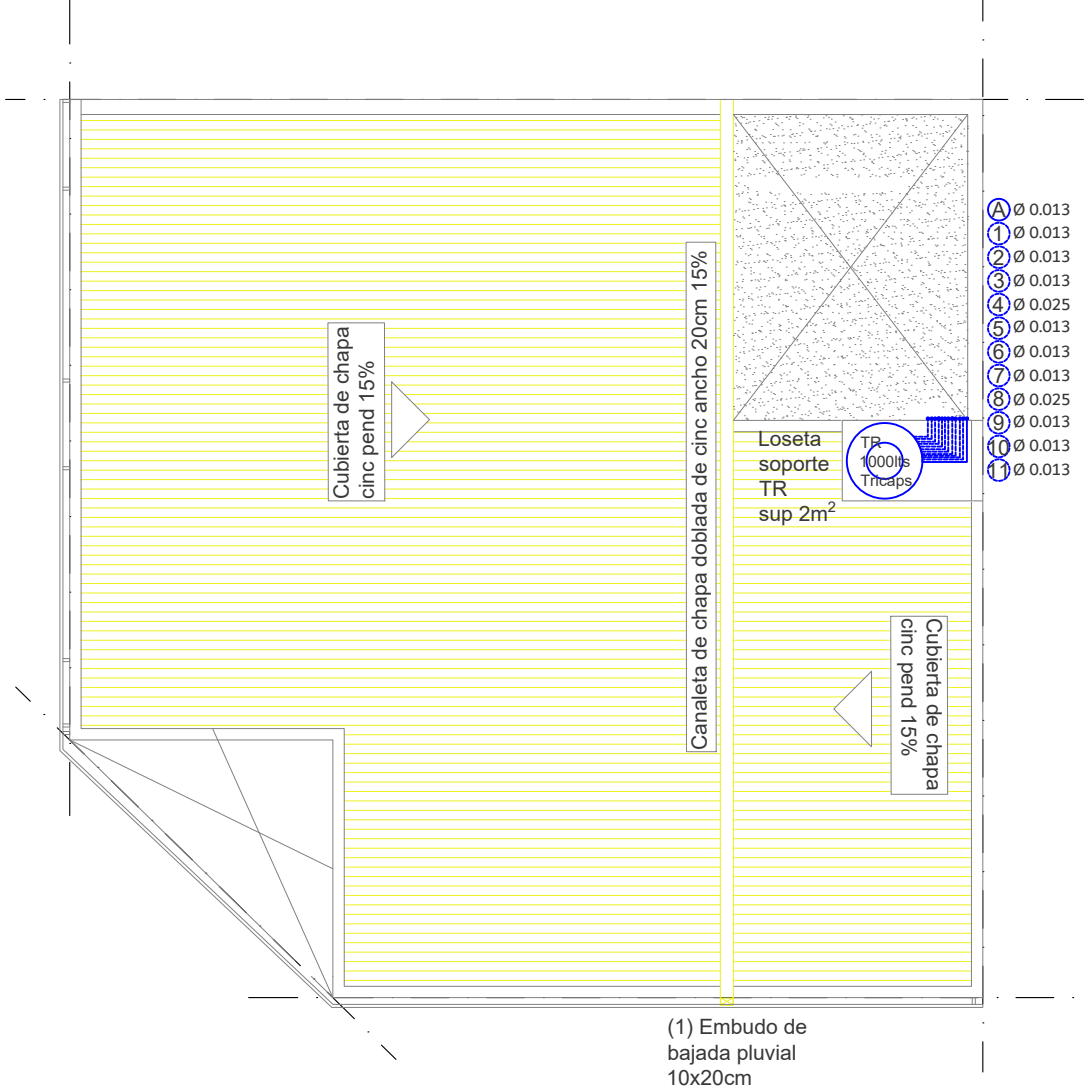 A Ø 0.013
1 Ø 0.013
2 Ø 0.013
3 Ø 0.013
4 Ø 0.025
5 Ø 0.013
6 Ø 0.013
7 Ø 0.013
8 Ø 0.025
9 Ø 0.013
10 Ø 0.013
11 Ø 0.013
Cubierta de chapa
cinc pend 15%
Canaleta de chapa doblada de cinc ancho 20cm 15%
Loseta
soporte
TR
sup 2m²
TR
1000lts
Tricaps
Cubierta de chapa
cinc pend 15%
(1) Embudo de
bajada pluvial
10x20cm